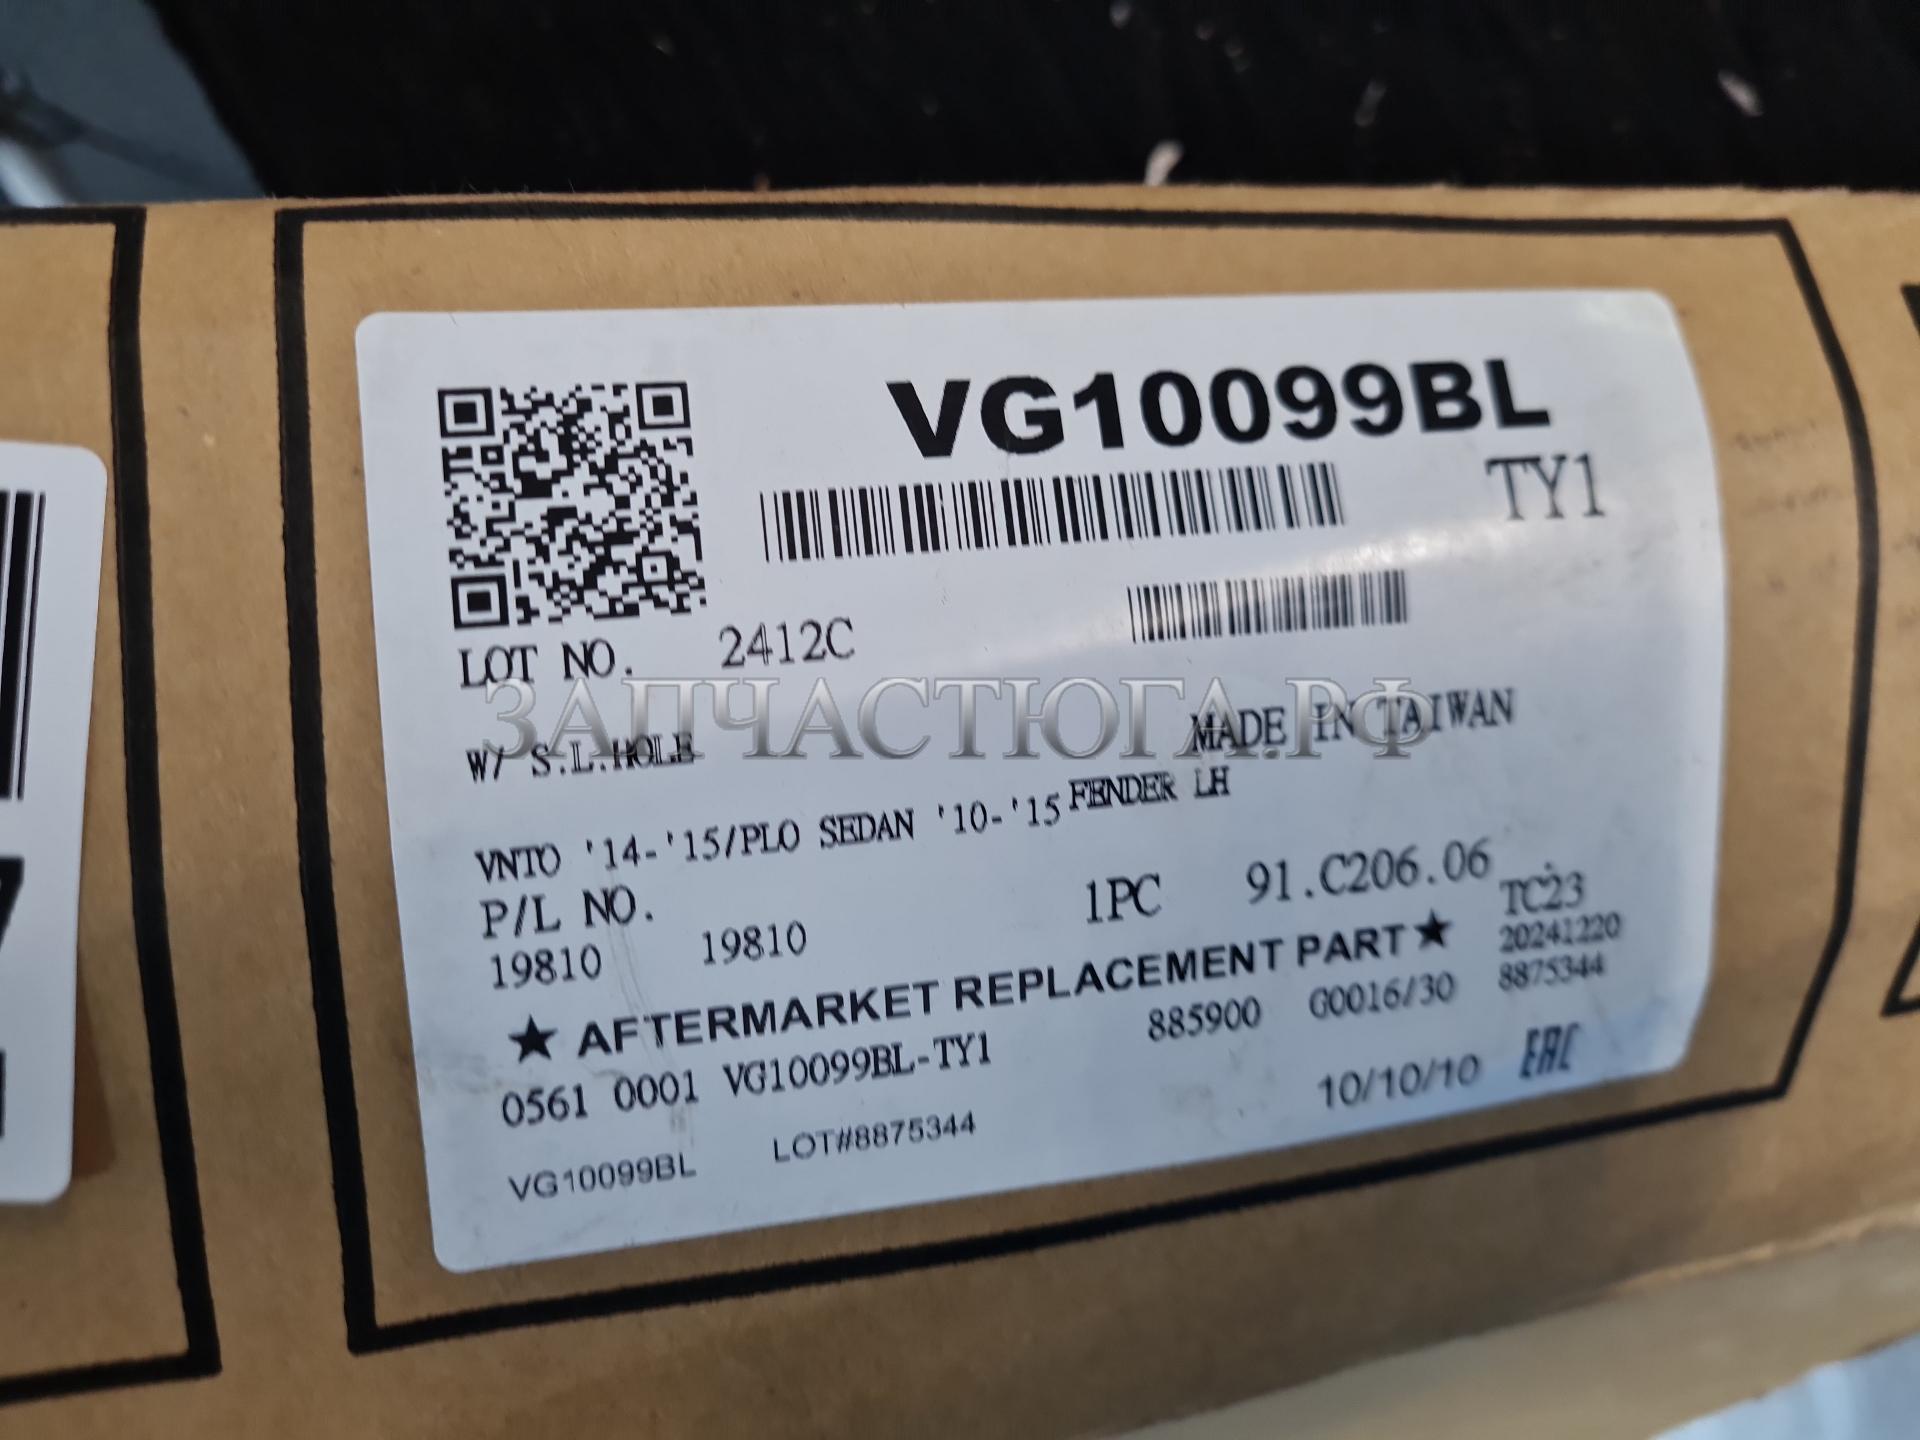 VG10099BL
TY1
LOT NO. 2412C
ЗАПЧАСТЮГА.РФ
W/ S.L.HOLE MADE IN TAIWAN
VNTO '14-'15/PLO SEDAN '10-'15 FENDER LH
P/L NO. 1PC 91.C206.06
19810 19810 TC23
★ AFTERMARKET REPLACEMENT PART ★ 20241220
0561 0001 VG10099BL-TY1 885900 G0016/30 8875344
VG10099BL LOT#8875344 10/10/10 EAC